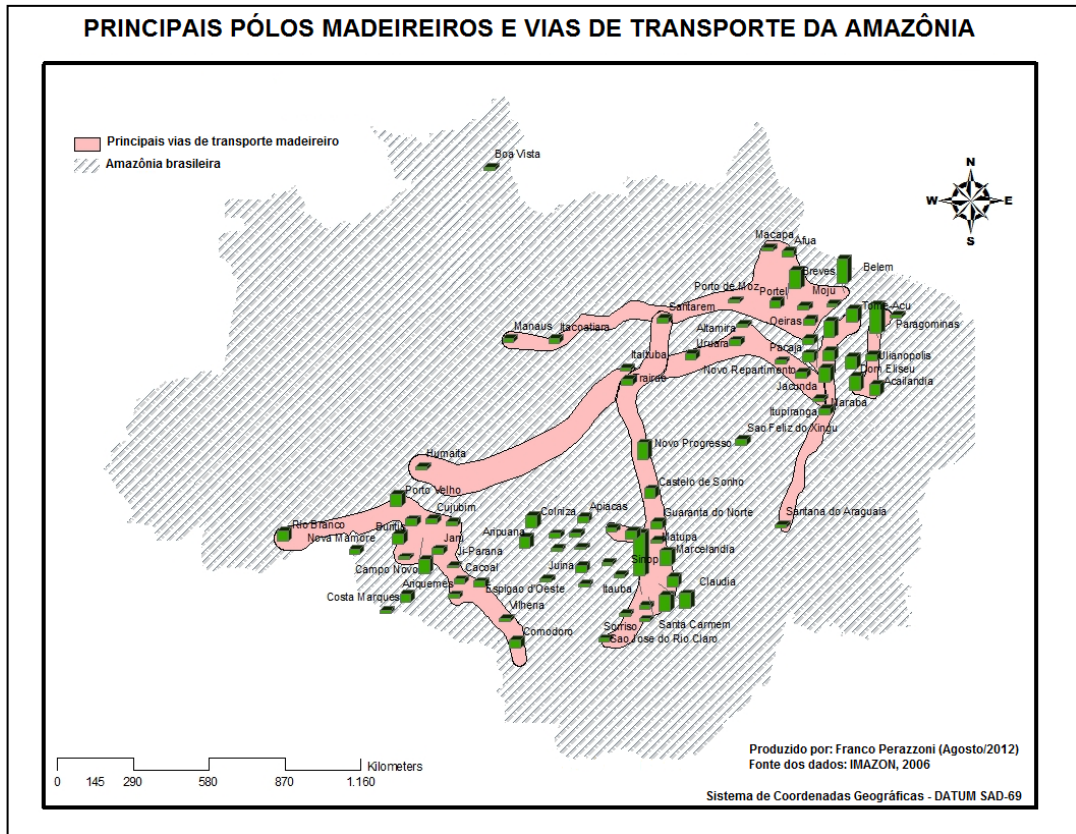 PRINCIPAIS PÓLOS MADEIREIROS E VIAS DE TRANSPORTE DA AMAZÔNIA
Principais vias de transporte madeireiro
Amazônia brasileira
Boa Vista
N
W
E
S
Macapa
Afua
Breves
Belem
Porto de Moz
Portel
Moju
Santarem
Tome-Acu
Oeiras
Paragominas
Manaus
Itacoatiara
Altamira
Uruara
Pacaja
Ulianopolis
Itaituba
Novo Repartimento
Dom Eliseu
Trairao
Jacunda
Acailandia
Maraba
Itupiranga
Sao Feliz do Xingu
Novo Progresso
Humaita
Castelo de Sonho
Porto Velho
Cujubim
Colniza
Apiacas
Guaranta do Norte
Santana do Araguaia
Rio Branco
Buritis
Nova Mamore
Jaru
Aripuana
Matupa
Marcelandia
Ji-Parana
Campo Novo
Cacoal
Juina
Sinop
Ariquemes
Espigao d'Oeste
Itauba
Claudia
Costa Marques
Vilhena
Comodoro
Sorriso
Santa Carmem
Sao Jose do Rio Claro
Kilometers
0 145 290 580 870 1.160
Produzido por: Franco Perazzoni (Agosto/2012)
Fonte dos dados: IMAZON, 2006
Sistema de Coordenadas Geográficas - DATUM SAD-69